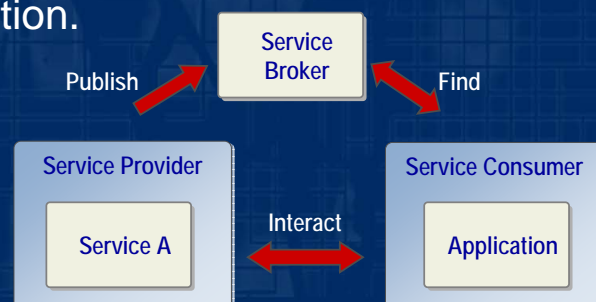 tion.
Service
Broker
Publish
Find
Service Provider
Service Consumer
Interact
Service A
Application